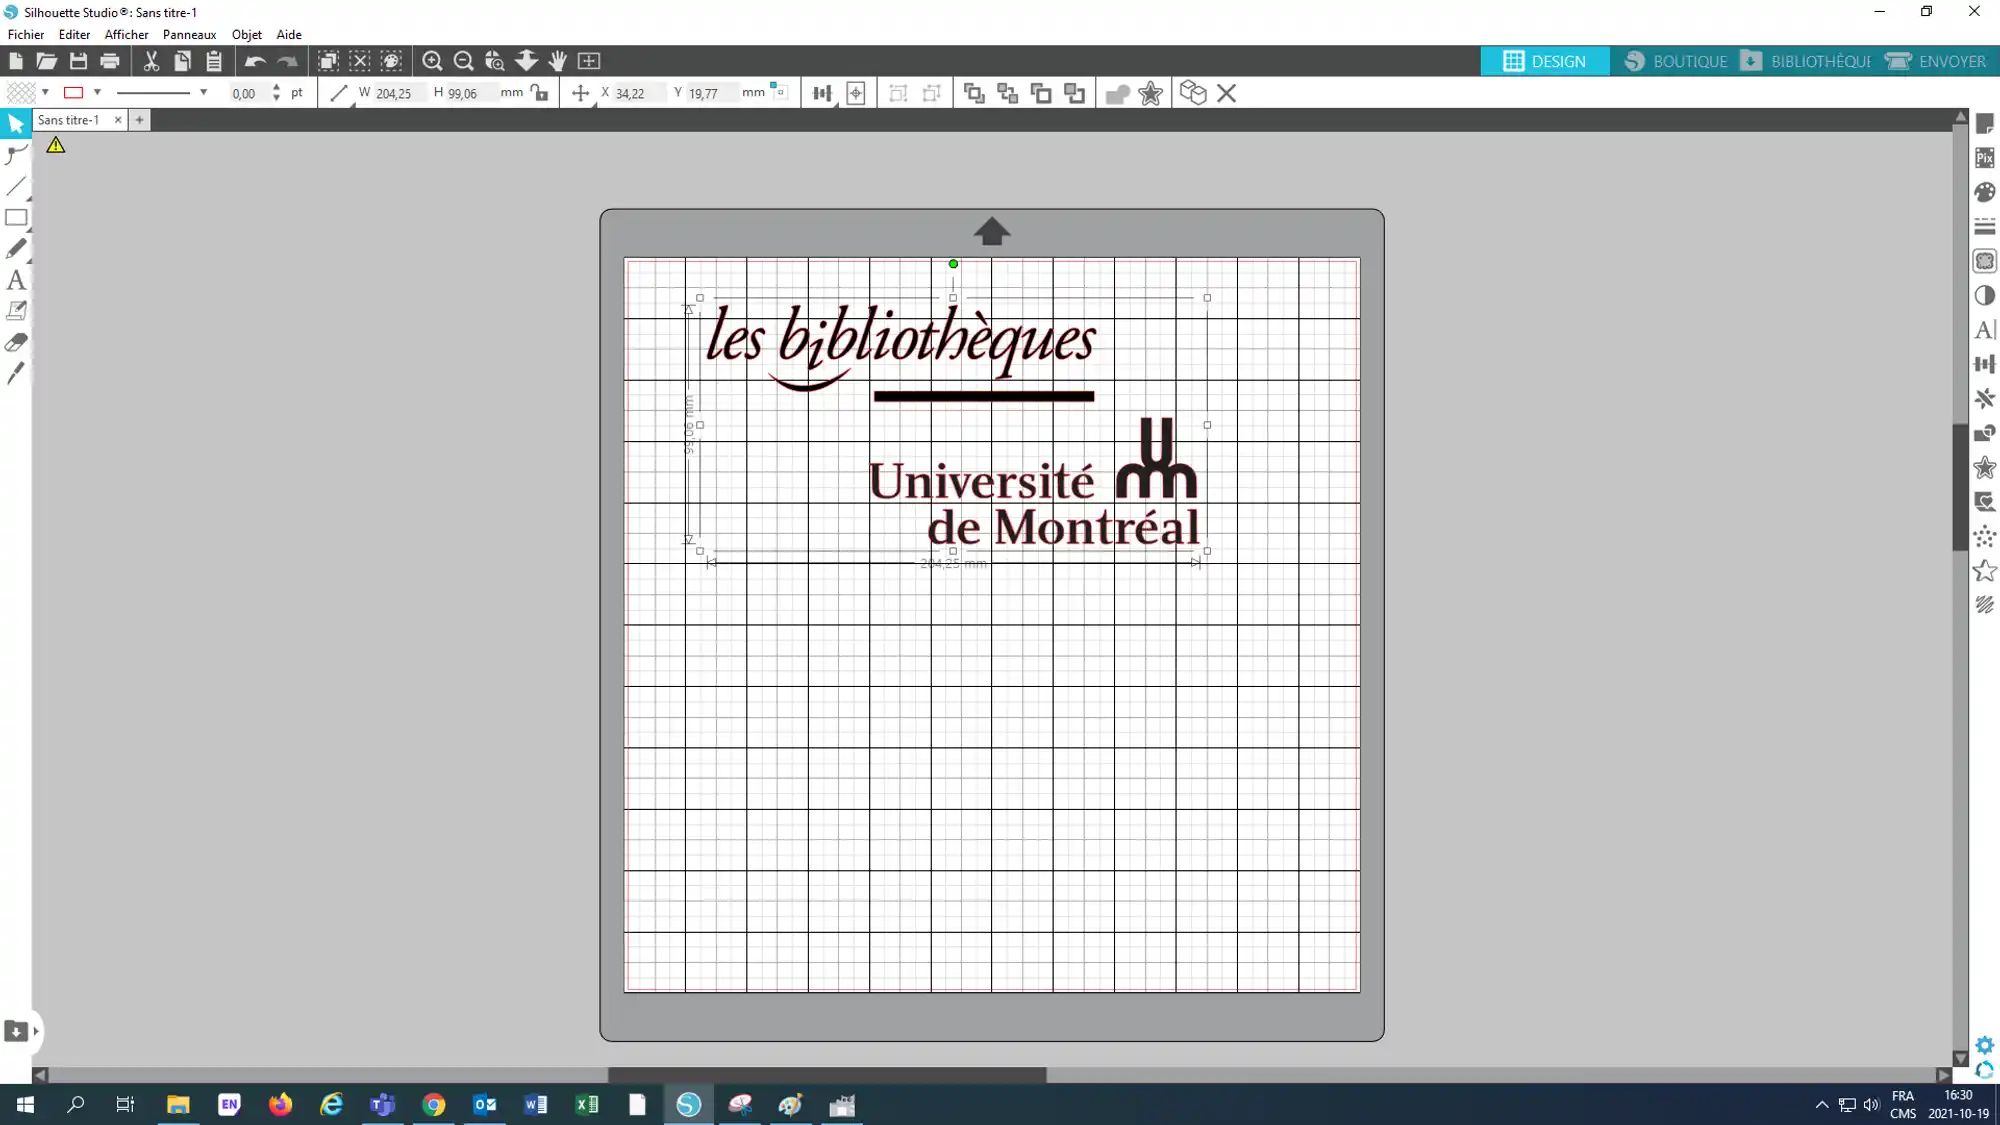 Silhouette Studio®: Sans titre-1
Fichier Editer Afficher Panneaux Objet Aide
DESIGN BOUTIQUE BIBLIOTHÈQUE ENVOYER
0,00 pt W 204,25 H 99,06 mm X 34,22 Y 19,77 mm
Sans titre-1
Pix
les bibliothèques
99,06 mm
Université
de Montréal
204,25 mm
EN
FRA
CMS
16:30
2021-10-19